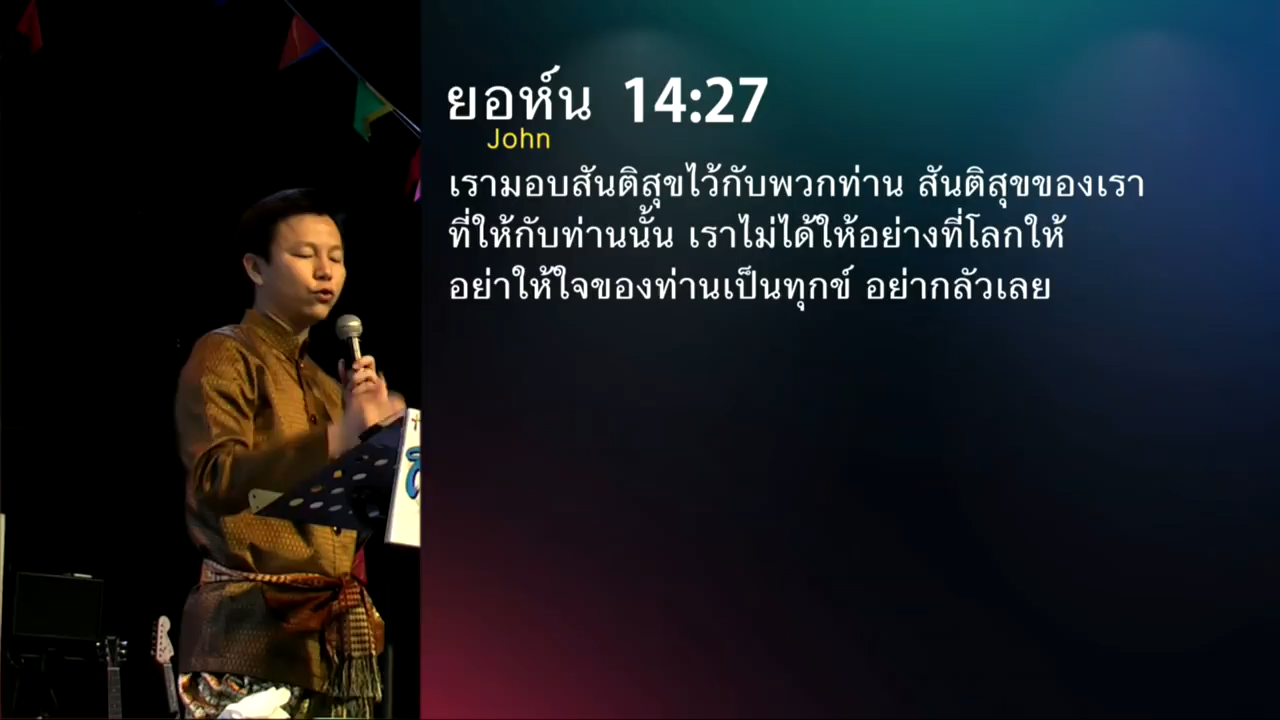 ยอห์น 14:27
John
เรามอบสันติสุขไว้กับพวกท่าน สันติสุขของเรา
ที่ให้กับท่านนั้น เราไม่ได้ให้อย่างที่โลกให้
อย่าให้ใจของท่านเป็นทุกข์ อย่ากลัวเลย